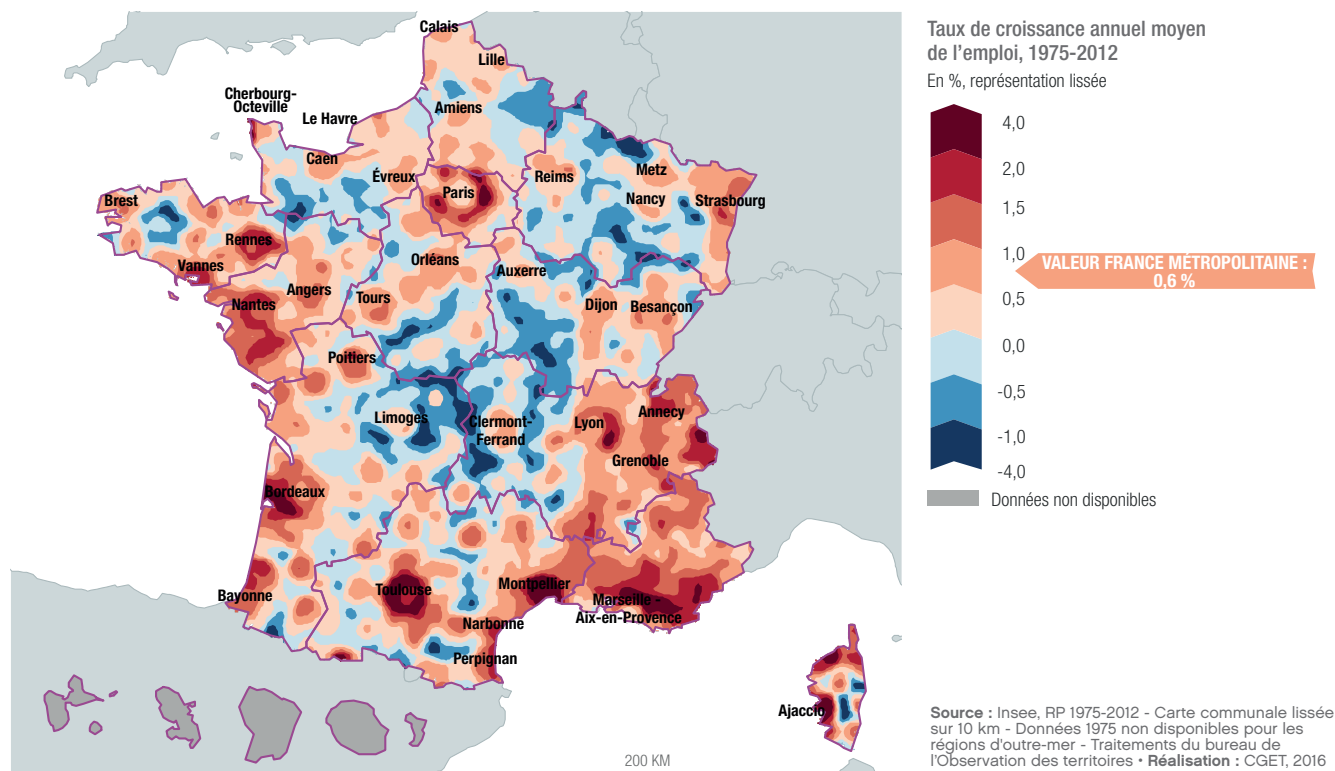 Taux de croissance annuel moyen
de l'emploi, 1975-2012
En %, représentation lissée
4,0
2,0
1,5
1,0
0,5
0,0
-0,5
-1,0
-4,0
VALEUR FRANCE MÉTROPOLITAINE :
0,6 %
Données non disponibles
Calais
Lille
Cherbourg-
Octeville
Amiens
Le Havre
Caen
Évreux
Reims
Metz
Paris
Nancy
Strasbourg
Brest
Rennes
Vannes
Orléans
Auxerre
Angers
Tours
Nantes
Dijon
Besançon
Poitiers
Limoges
Clermont-
Ferrand
Lyon
Annecy
Grenoble
Bordeaux
Bayonne
Toulouse
Montpellier
Marseille -
Aix-en-Provence
Narbonne
Perpignan
Ajaccio
200 KM
Source : Insee, RP 1975-2012 - Carte communale lissée
sur 10 km - Données 1975 non disponibles pour les
régions d'outre-mer - Traitements du bureau de
l'Observation des territoires • Réalisation : CGET, 2016